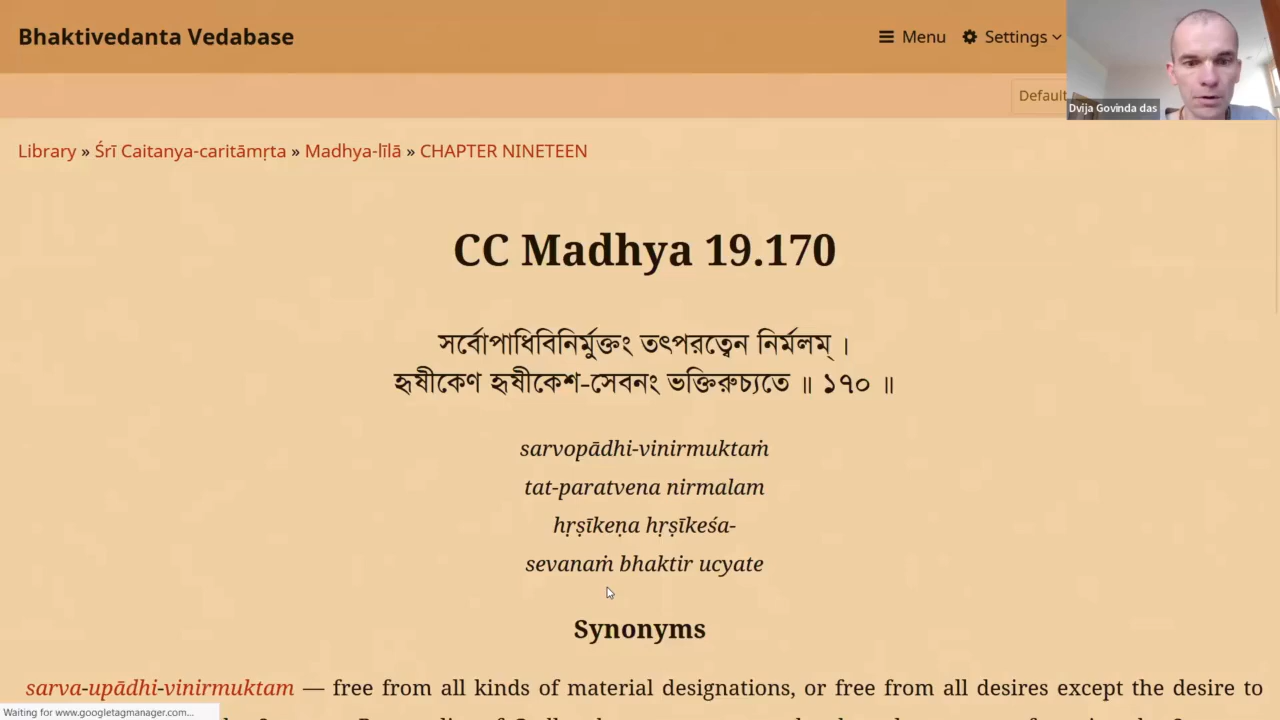 Bhaktivedanta Vedabase
Menu
Settings
Default
Dvija Govinda das
Library » Śrī Caitanya-caritāmṛta » Madhya-līlā » CHAPTER NINETEEN
CC Madhya 19.170
সর্বোপাধিবিনির্মুক্তং তৎপরত্বেন নির্মলম্ ।
হৃষীকেণ হৃষীকেশ-সেবনং ভক্তিরুচ্যতে ॥ ১৭০ ॥
sarvopādhi-vinirmuktaṁ
tat-paratvena nirmalam
hṛṣīkeṇa hṛṣīkeśa-
sevanaṁ bhaktir ucyate
Synonyms
sarva-upādhi-vinirmuktam — free from all kinds of material designations, or free from all desires except the desire to
Waiting for www.googletagmanager.com...